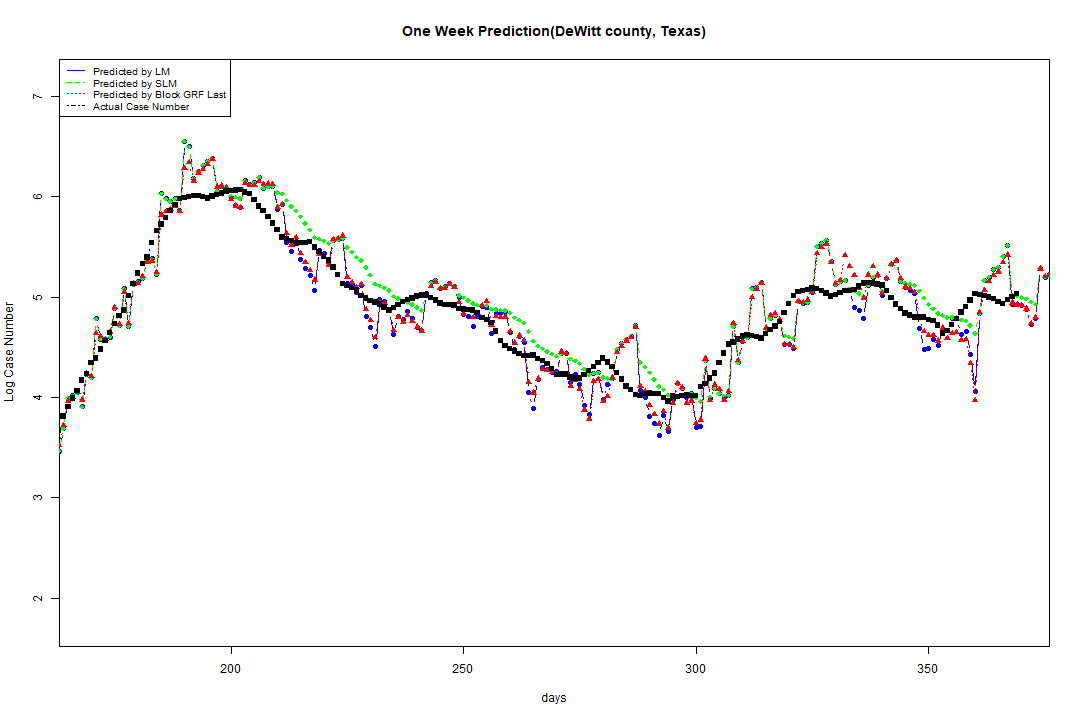 One Week Prediction(DeWitt county, Texas)
Predicted by LM
Predicted by SLM
Predicted by Block GRF Last
Actual Case Number
7
6
5
4
3
2
Log Case Number
200
250
300
350
days